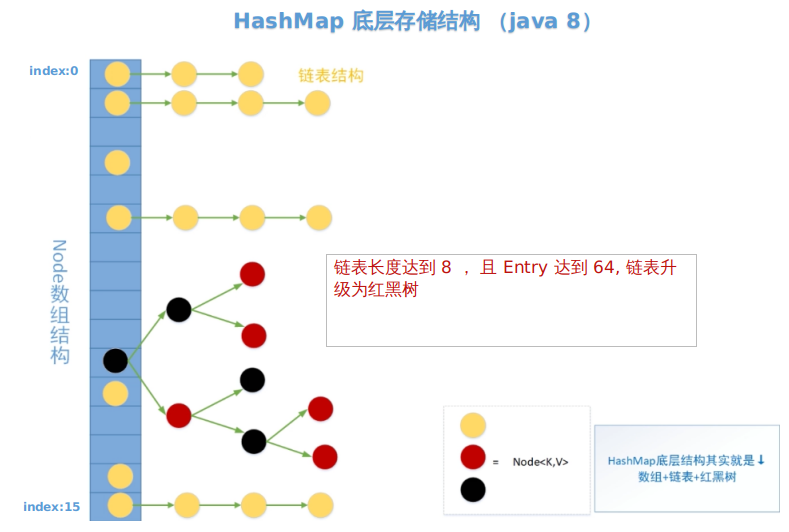 HashMap 底层存储结构 （java 8）
index:0
链表结构
Node数组结构
链表长度达到 8 ， 且 Entry 达到 64, 链表升
级为红黑树
= Node<K,V>
HashMap底层结构其实就是↓
数组+链表+红黑树
index:15